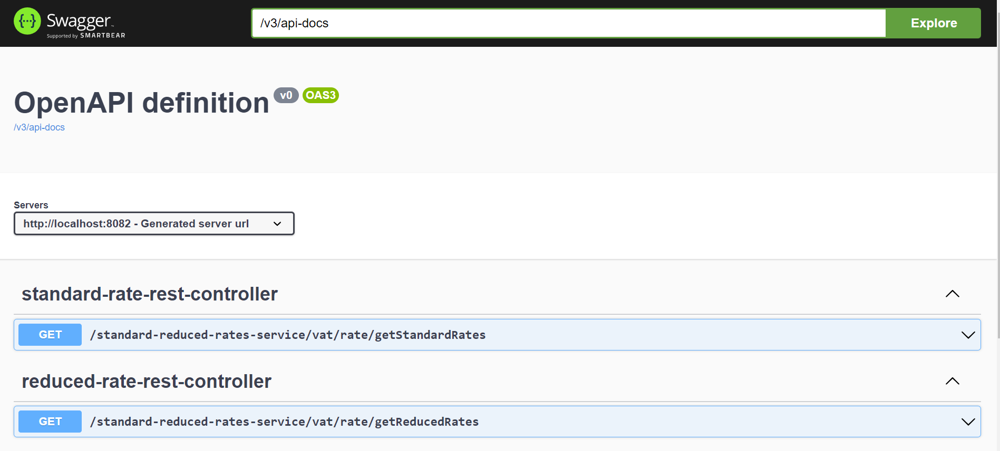 {···} Swagger™
Supported by SMARTBEAR
/v3/api-docs
Explore
OpenAPI definition v0 OAS3
/v3/api-docs
Servers
http://localhost:8082 - Generated server url
standard-rate-rest-controller
GET /standard-reduced-rates-service/vat/rate/getStandardRates
reduced-rate-rest-controller
GET /standard-reduced-rates-service/vat/rate/getReducedRates